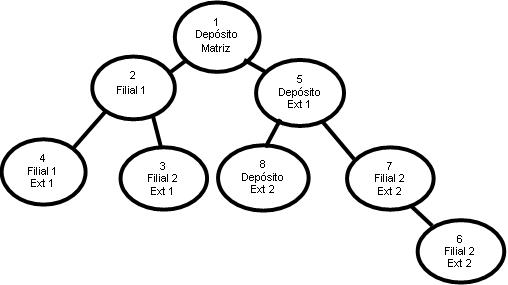 1
Depósito
Matriz
2
Filial 1
5
Depósito
Ext 1
4
Filial 1
Ext 1
3
Filial 2
Ext 1
8
Depósito
Ext 2
7
Filial 2
Ext 2
6
Filial 2
Ext 2